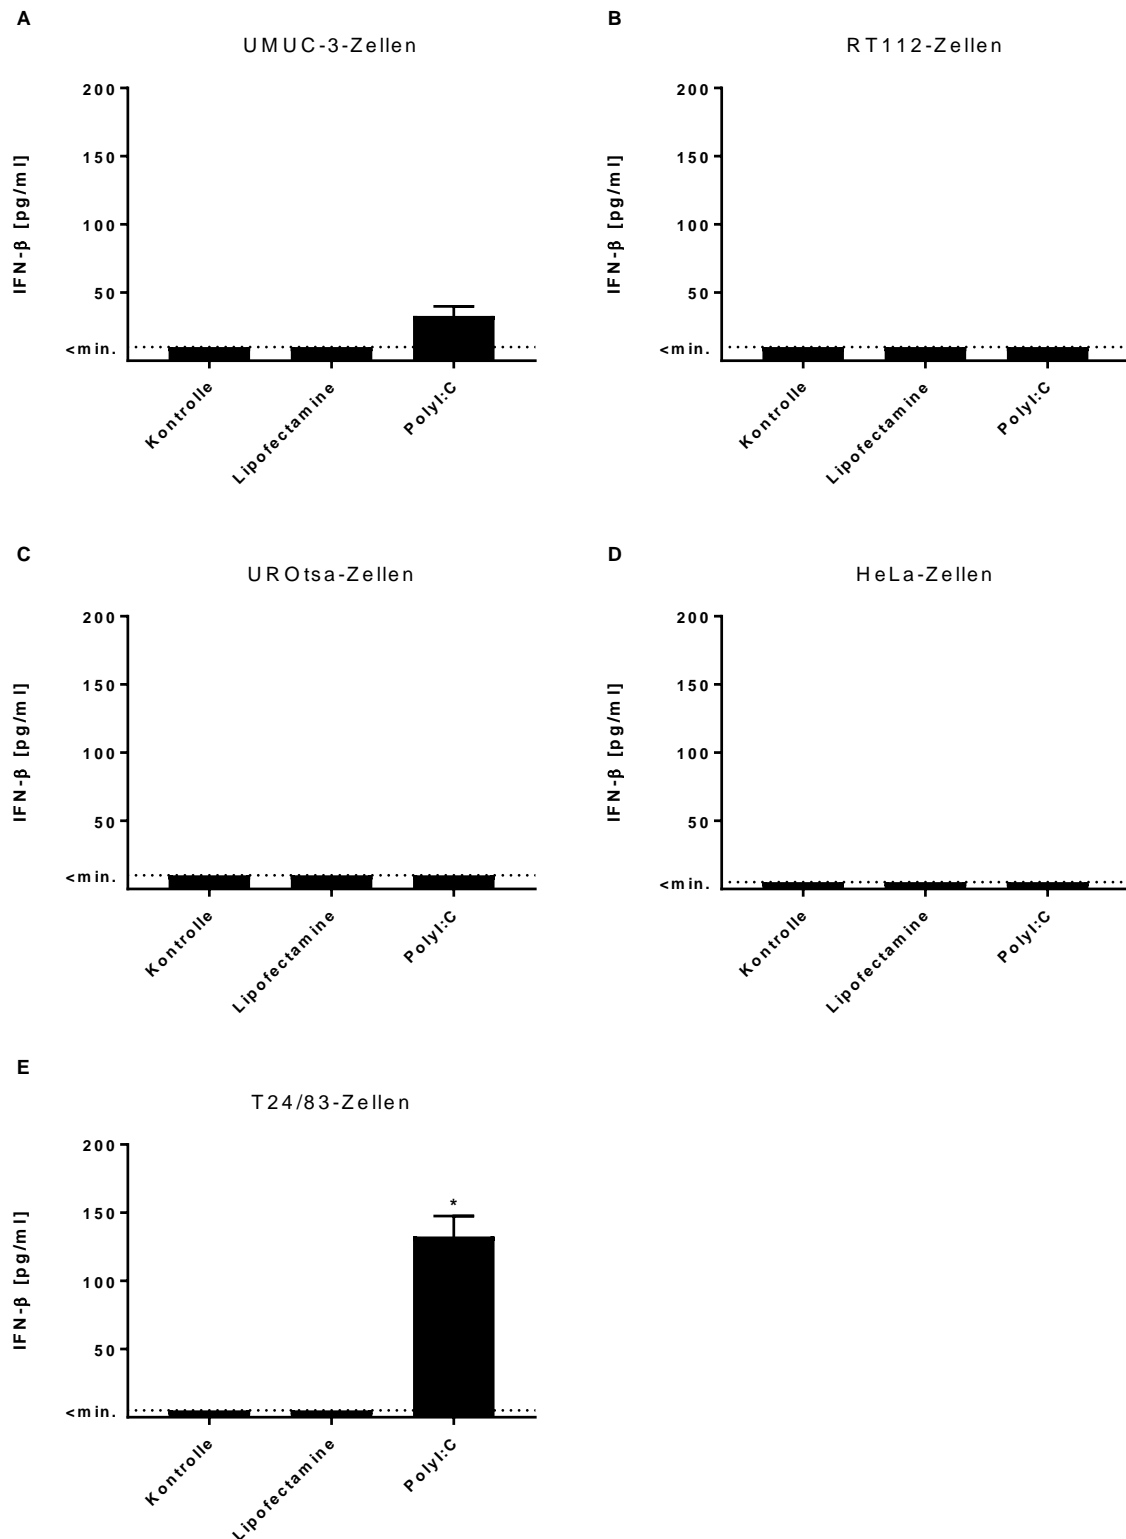 A
UMUC-3-Zellen
IFN-β [pg/ml]
200
150
100
50
<min.
Kontrolle
Lipofectamine
PolyI:C
B
RT112-Zellen
IFN-β [pg/ml]
200
150
100
50
<min.
Kontrolle
Lipofectamine
PolyI:C
C
UROtsa-Zellen
IFN-β [pg/ml]
200
150
100
50
<min.
Kontrolle
Lipofectamine
PolyI:C
D
HeLa-Zellen
IFN-β [pg/ml]
200
150
100
50
<min.
Kontrolle
Lipofectamine
PolyI:C
E
T24/83-Zellen
IFN-β [pg/ml]
200
150
100
50
<min.
*
Kontrolle
Lipofectamine
PolyI:C